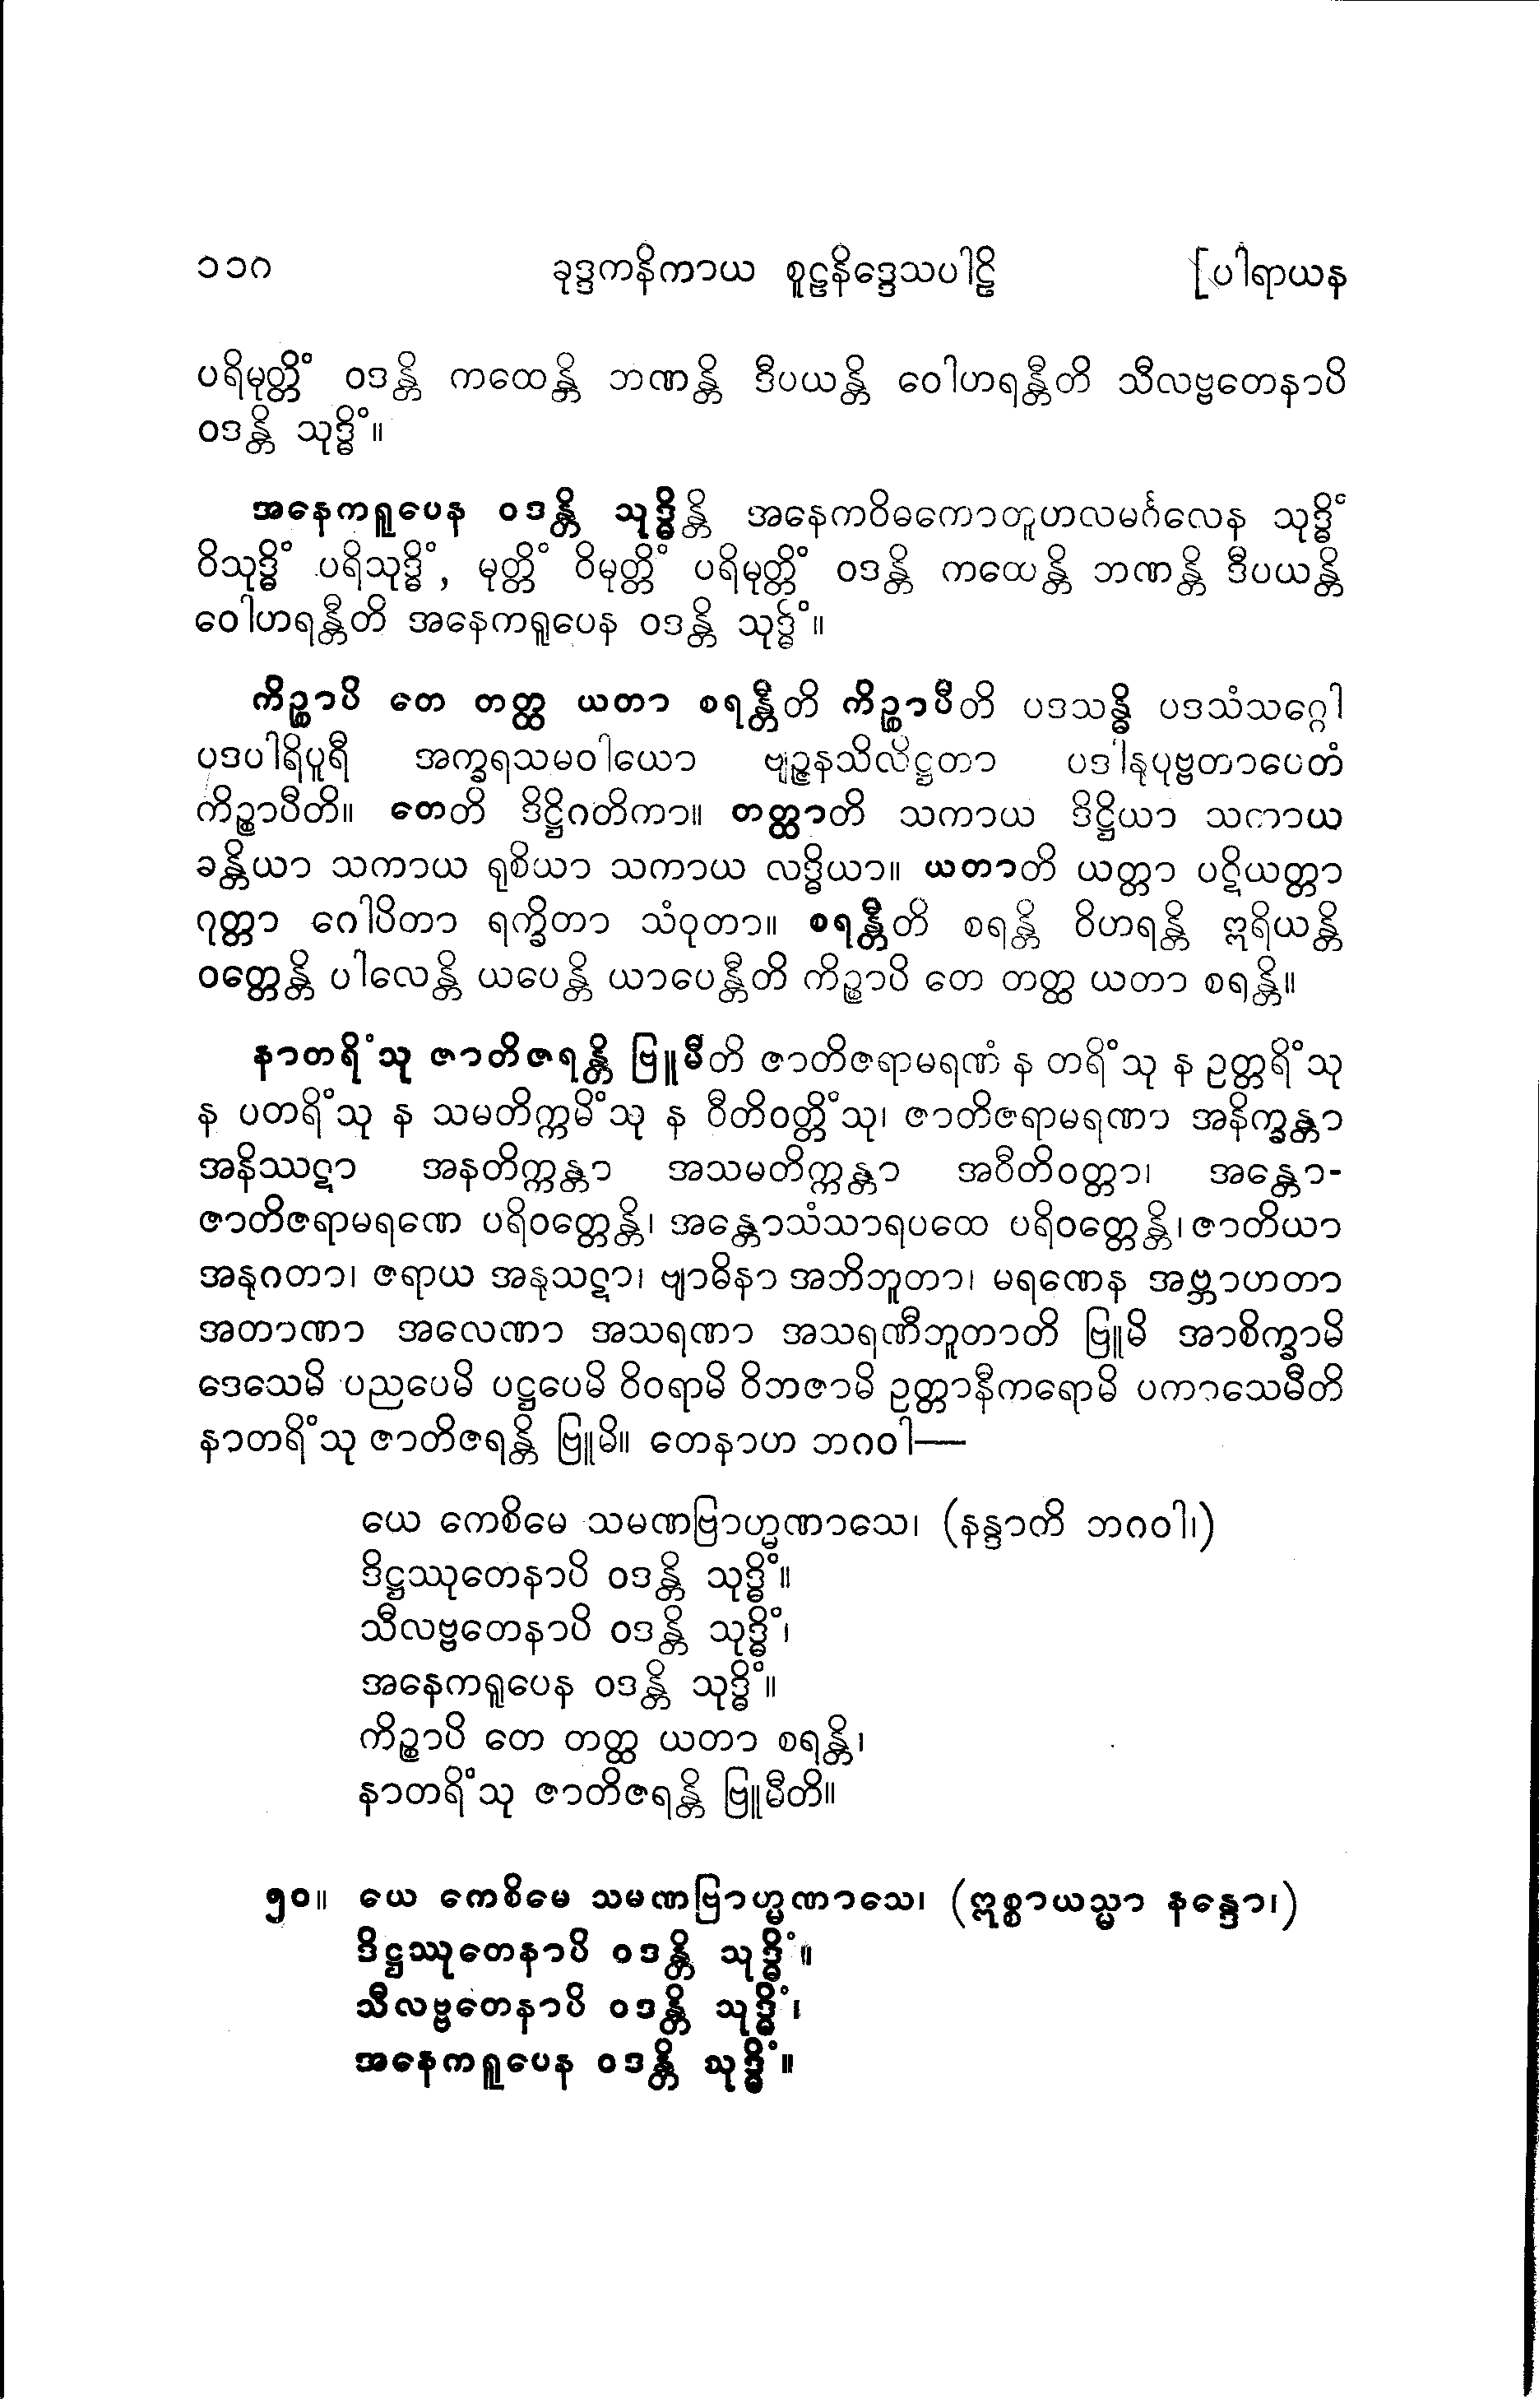 ၁၁၈ ခုဒ္ဒကနိကာယ စူဠနိဒ္ဒေသပါဠိ [ပါရာယန
ပရိမုတ္တိံ ဝဒန္တိ ကထေန္တိ ဘဏန္တိ ဒီပယန္တိ ဝေါဟရန္တီတိ သီလဗ္ဗတေနာပိ
ဝဒန္တိ သုဒ္ဓိံ။
အနေကရူပေန ဝဒန္တိ သုဒ္ဓိန္တိ အနေကဝိဓကောတူဟလမင်္ဂလေန သုဒ္ဓိံ
ဝိသုဒ္ဓိံ ပရိသုဒ္ဓိံ, မုတ္တိံ ဝိမုတ္တိံ ပရိမုတ္တိံ ဝဒန္တိ ကထေန္တိ ဘဏန္တိ ဒီပယန္တိ
ဝေါဟရန္တီတိ အနေကရူပေန ဝဒန္တိ သုဒ္ဓိံ။
ကိဉ္စာပိ တေ တတ္ထ ယတာ စရန္တီတိ ကိဉ္စာပီတိ ပဒသန္ဓိ ပဒသံသဂ္ဂေါ
ပဒပါရိပူရီ အက္ခရသမဝါယော ဗျဉ္ဇနသိလိဋ္ဌတာ ပဒါနုပုဗ္ဗတာပေတံ
ကိဉ္စာပီတိ။ တေတိ ဒိဋ္ဌိဂတိကာ။ တတ္ထာတိ သကာယ ဒိဋ္ဌိယာ သကာယ
ခန္တိယာ သကာယ ရုစိယာ သကာယ လဒ္ဓိယာ။ ယတာတိ ယတ္တာ ပဋိယတ္တာ
ဂုတ္တာ ဂေါပိတာ ရက္ခိတာ သံဝုတာ။ စရန္တီတိ စရန္တိ ဝိဟရန္တိ ဣရိယန္တိ
ဝတ္တေန္တိ ပါလေန္တိ ယပေန္တိ ယာပေန္တီတိ ကိဉ္စာပိ တေ တတ္ထ ယတာ စရန္တိ။
နာတရိံသု ဇာတိဇရန္တိ ဗြူမီတိ ဇာတိဇရာမရဏံ န တရိံသု န ဥတ္တရိံသု
န ပတရိံသု န သမတိက္ကမိံသု န ဝီတိဝတ္တိံသု၊ ဇာတိဇရာမရဏာ အနိက္ခန္တာ
အနိဿဋာ အနတိက္ကန္တာ အသမတိက္ကန္တာ အဝီတိဝတ္တာ၊ အန္တော-
ဇာတိဇရာမရဏေ ပရိဝတ္တေန္တိ၊ အန္တောသံသာရပထေ ပရိဝတ္တေန္တိ၊ ဇာတိယာ
အနုဂတာ၊ ဇရာယ အနုသဋာ၊ ဗျာဓိနာ အဘိဘူတာ၊ မရဏေန အဗ္ဘာဟတာ
အတာဏာ အလေဏာ အသရဏာ အသရဏီဘူတာတိ ဗြူမိ အာစိက္ခာမိ
ဒေသေမိ ပညပေမိ ပဋ္ဌပေမိ ဝိဝရာမိ ဝိဘဇာမိ ဥတ္တာနီကရောမိ ပကာသေမီတိ
နာတရိံသု ဇာတိဇရန္တိ ဗြူမိ။ တေနာဟ ဘဂဝါ—
ယေ ကေစိမေ သမဏဗြာဟ္မဏာသေ၊ (နန္ဒာကိ ဘဂဝါ၊)
ဒိဋ္ဌဿုတေနာပိ ဝဒန္တိ သုဒ္ဓိံ။
သီလဗ္ဗတေနာပိ ဝဒန္တိ သုဒ္ဓိံ၊
အနေကရူပေန ဝဒန္တိ သုဒ္ဓိံ။
ကိဉ္စာပိ တေ တတ္ထ ယတာ စရန္တိ၊
နာတရိံသု ဇာတိဇရန္တိ ဗြူမီတိ။
၅၀။ ယေ ကေစိမေ သမဏဗြာဟ္မဏာသေ၊ (ဣစ္စာယသ္မာ နန္ဒော၊)
ဒိဋ္ဌဿုတေနာပိ ဝဒန္တိ သုဒ္ဓိံ။
သီလဗ္ဗတေနာပိ ဝဒန္တိ သုဒ္ဓိံ၊
အနေကရူပေန ဝဒန္တိ သုဒ္ဓိံ။